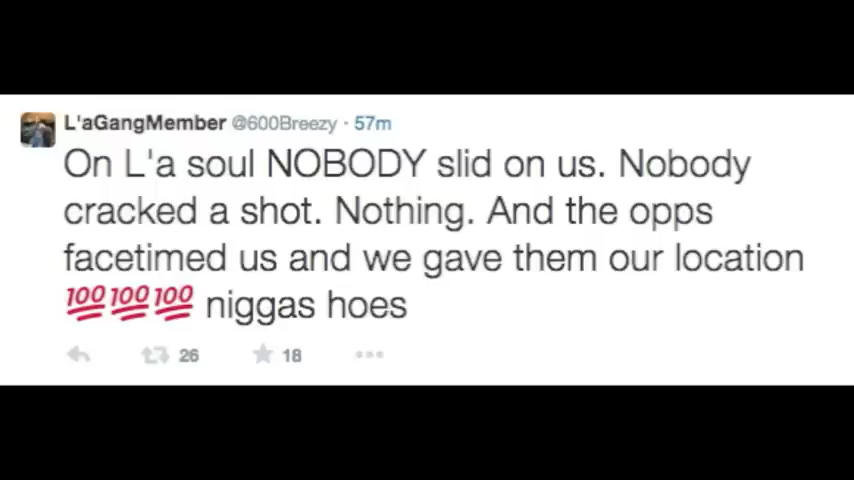 L'aGangMember @600Breezy · 57m
On L'a soul NOBODY slid on us. Nobody
cracked a shot. Nothing. And the opps
facetimed us and we gave them our location
💯💯💯 niggas hoes
26 18